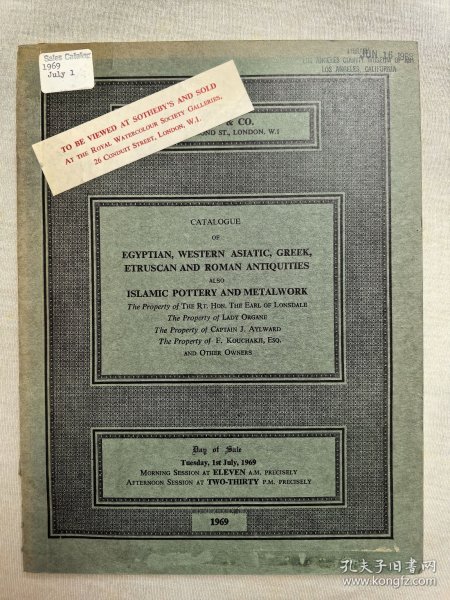 Sales Catalog
1969
July 1
JUN 16 1969
LOS ANGELES COUNTY MUSEUM OF ART
LOS ANGELES, CALIFORNIA
TO BE VIEWED AT SOTHEBY'S AND SOLD
AT THE ROYAL WATERCOLOUR SOCIETY GALLERIES,
26 CONDUIT STREET, LONDON, W.1.
& CO.
OND ST., LONDON, W.1
CATALOGUE
OF
EGYPTIAN, WESTERN ASIATIC, GREEK,
ETRUSCAN AND ROMAN ANTIQUITIES
ALSO
ISLAMIC POTTERY AND METALWORK
The Property of THE RT. HON. THE EARL OF LONSDALE
The Property of LADY ORGANE
The Property of CAPTAIN J. AYLWARD
The Property of F. KOUCHAKJI, ESQ.
AND OTHER OWNERS
Day of Sale
Tuesday, 1st July, 1969
MORNING SESSION AT ELEVEN A.M. PRECISELY
AFTERNOON SESSION AT TWO-THIRTY P.M. PRECISELY
1969
孔夫子旧书网
www.kongfz.com